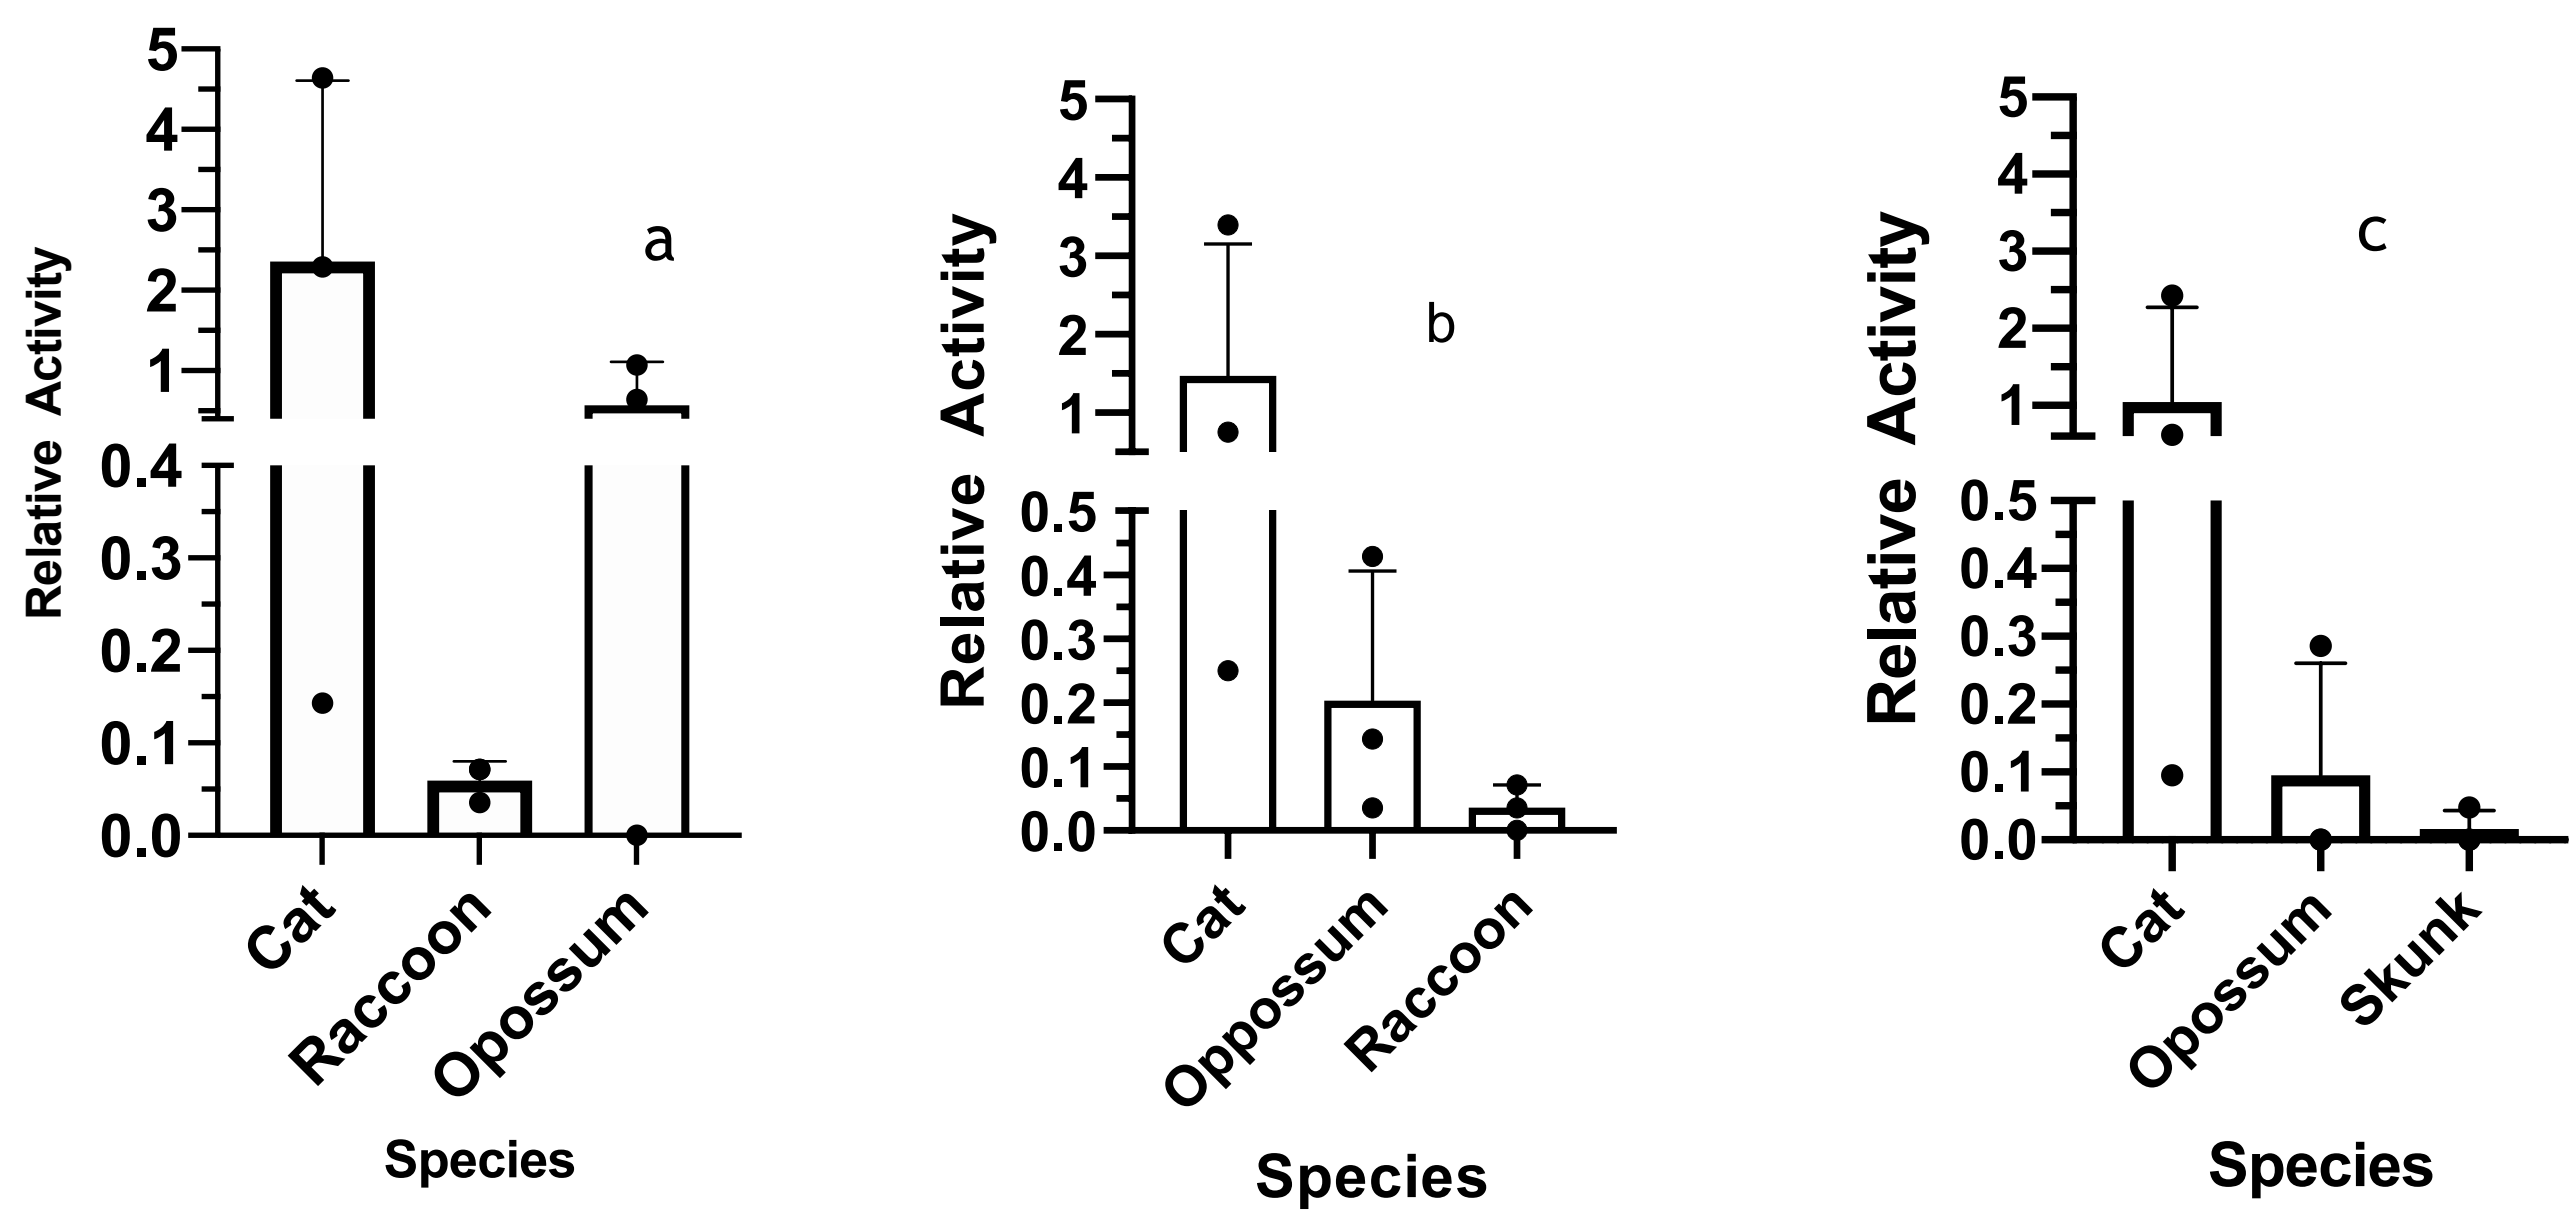 Relative Activity
5
4
3
2
1
0.4
0.3
0.2
0.1
0.0
a
Cat
Raccoon
Opossum
Species
Relative Activity
5
4
3
2
1
0.5
0.4
0.3
0.2
0.1
0.0
b
Cat
Oppossum
Raccoon
Species
Relative Activity
5
4
3
2
1
0.5
0.4
0.3
0.2
0.1
0.0
c
Cat
Opossum
Skunk
Species